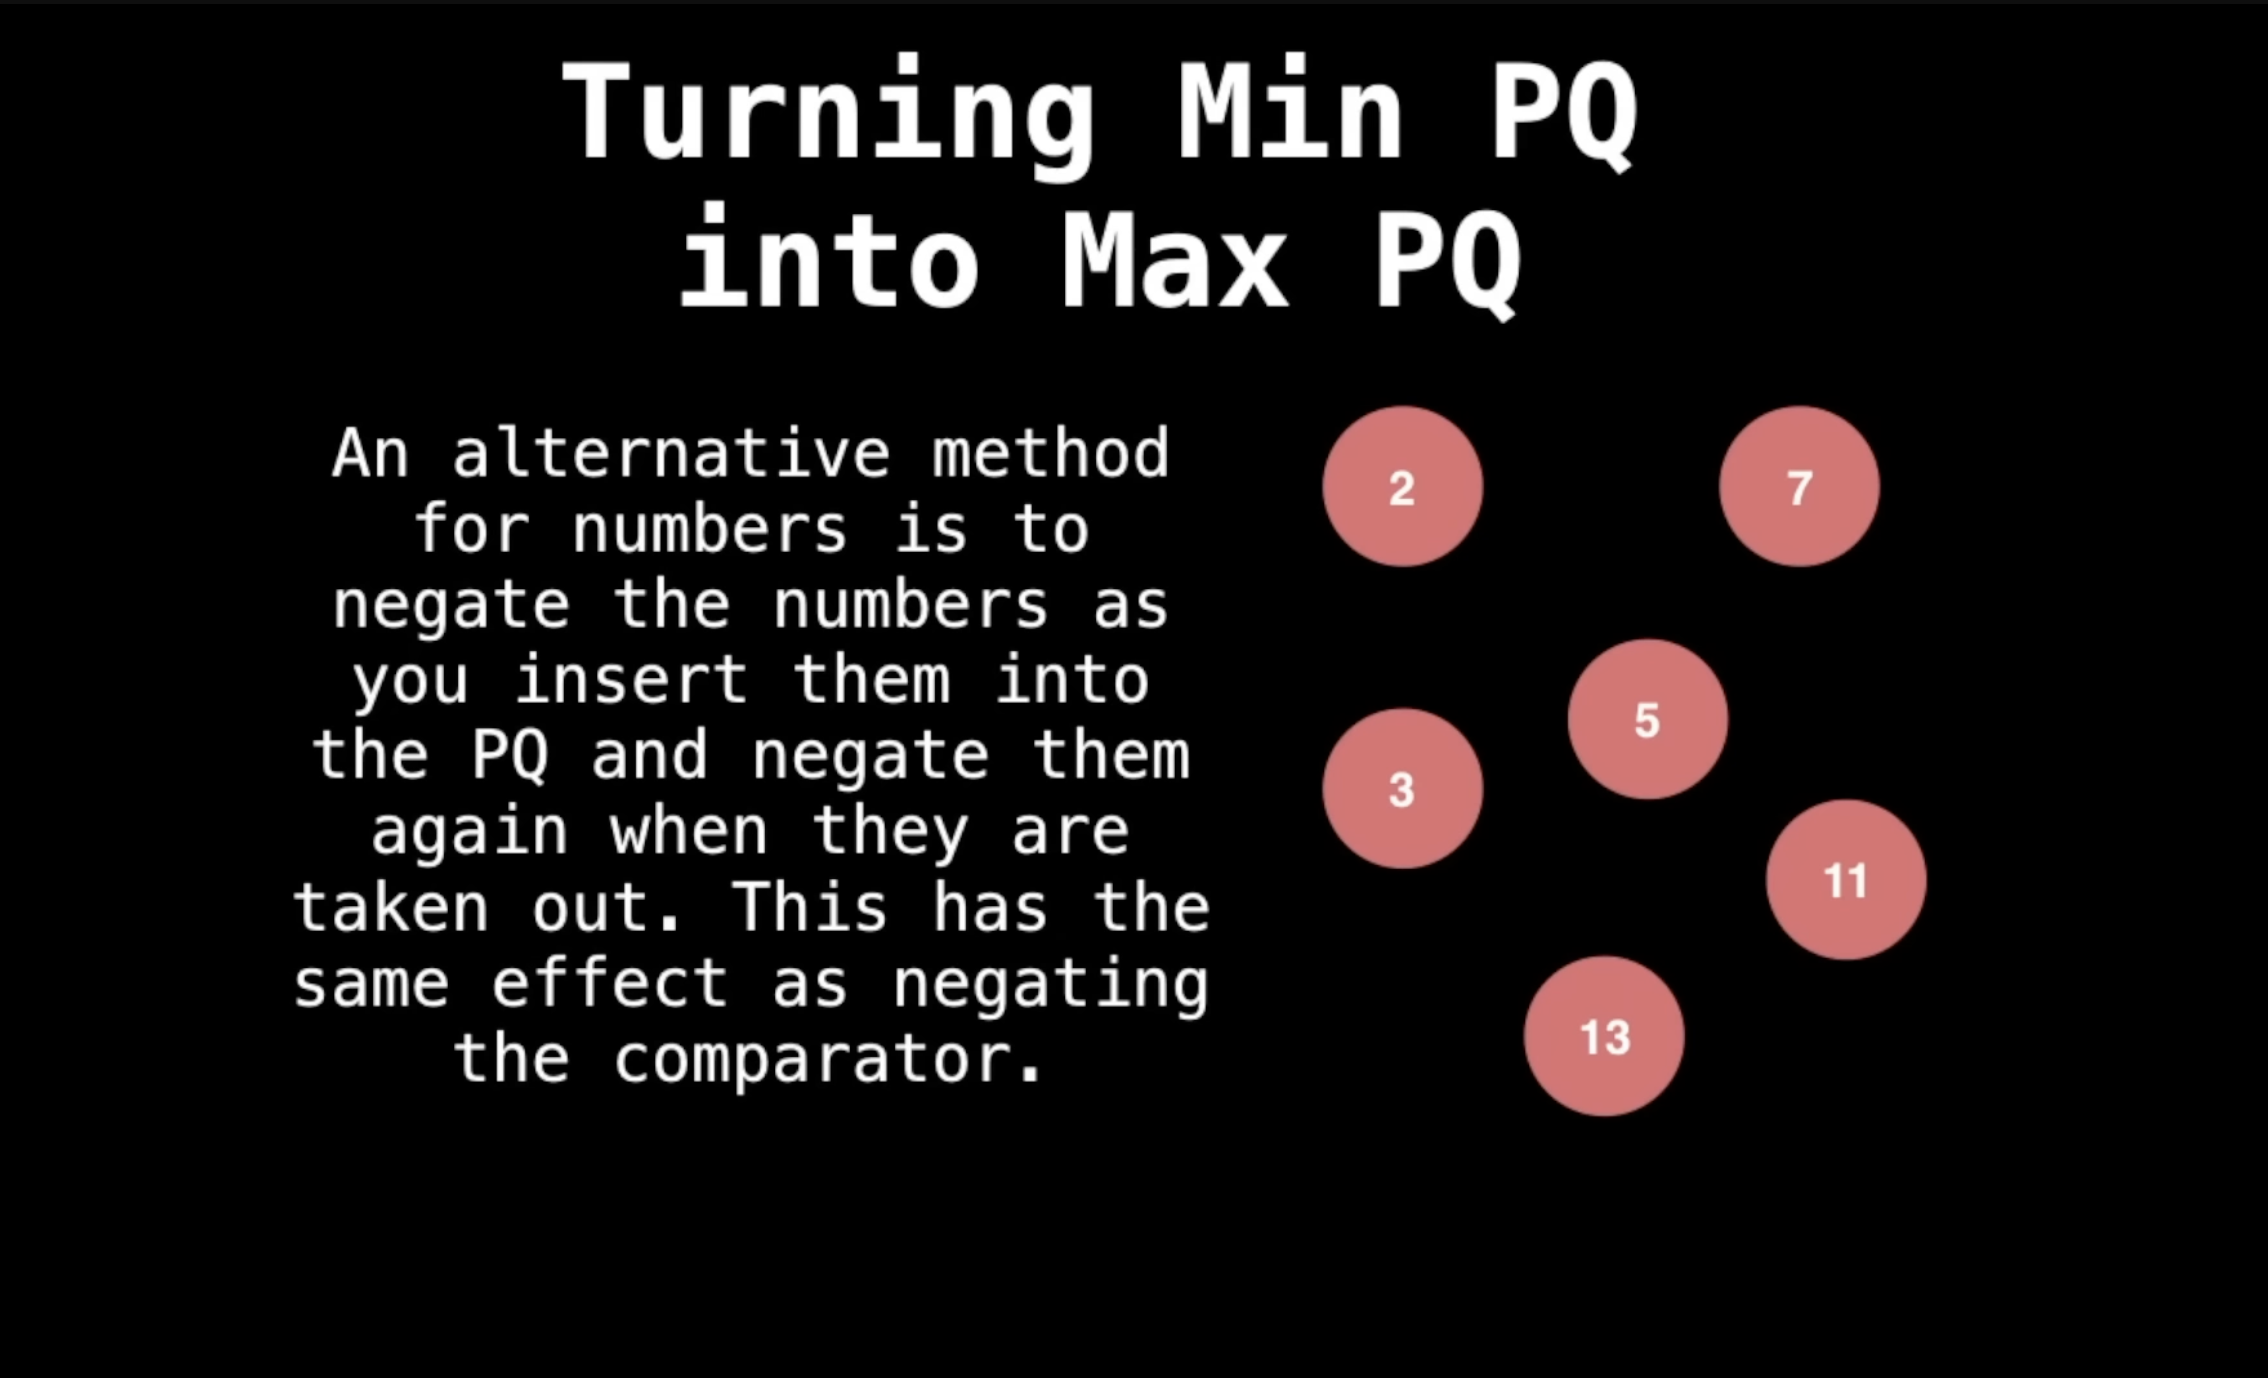 Turning Min PQ
into Max PQ
An alternative method
for numbers is to
negate the numbers as
you insert them into
the PQ and negate them
again when they are
taken out. This has the
same effect as negating
the comparator.
2
7
5
3
11
13